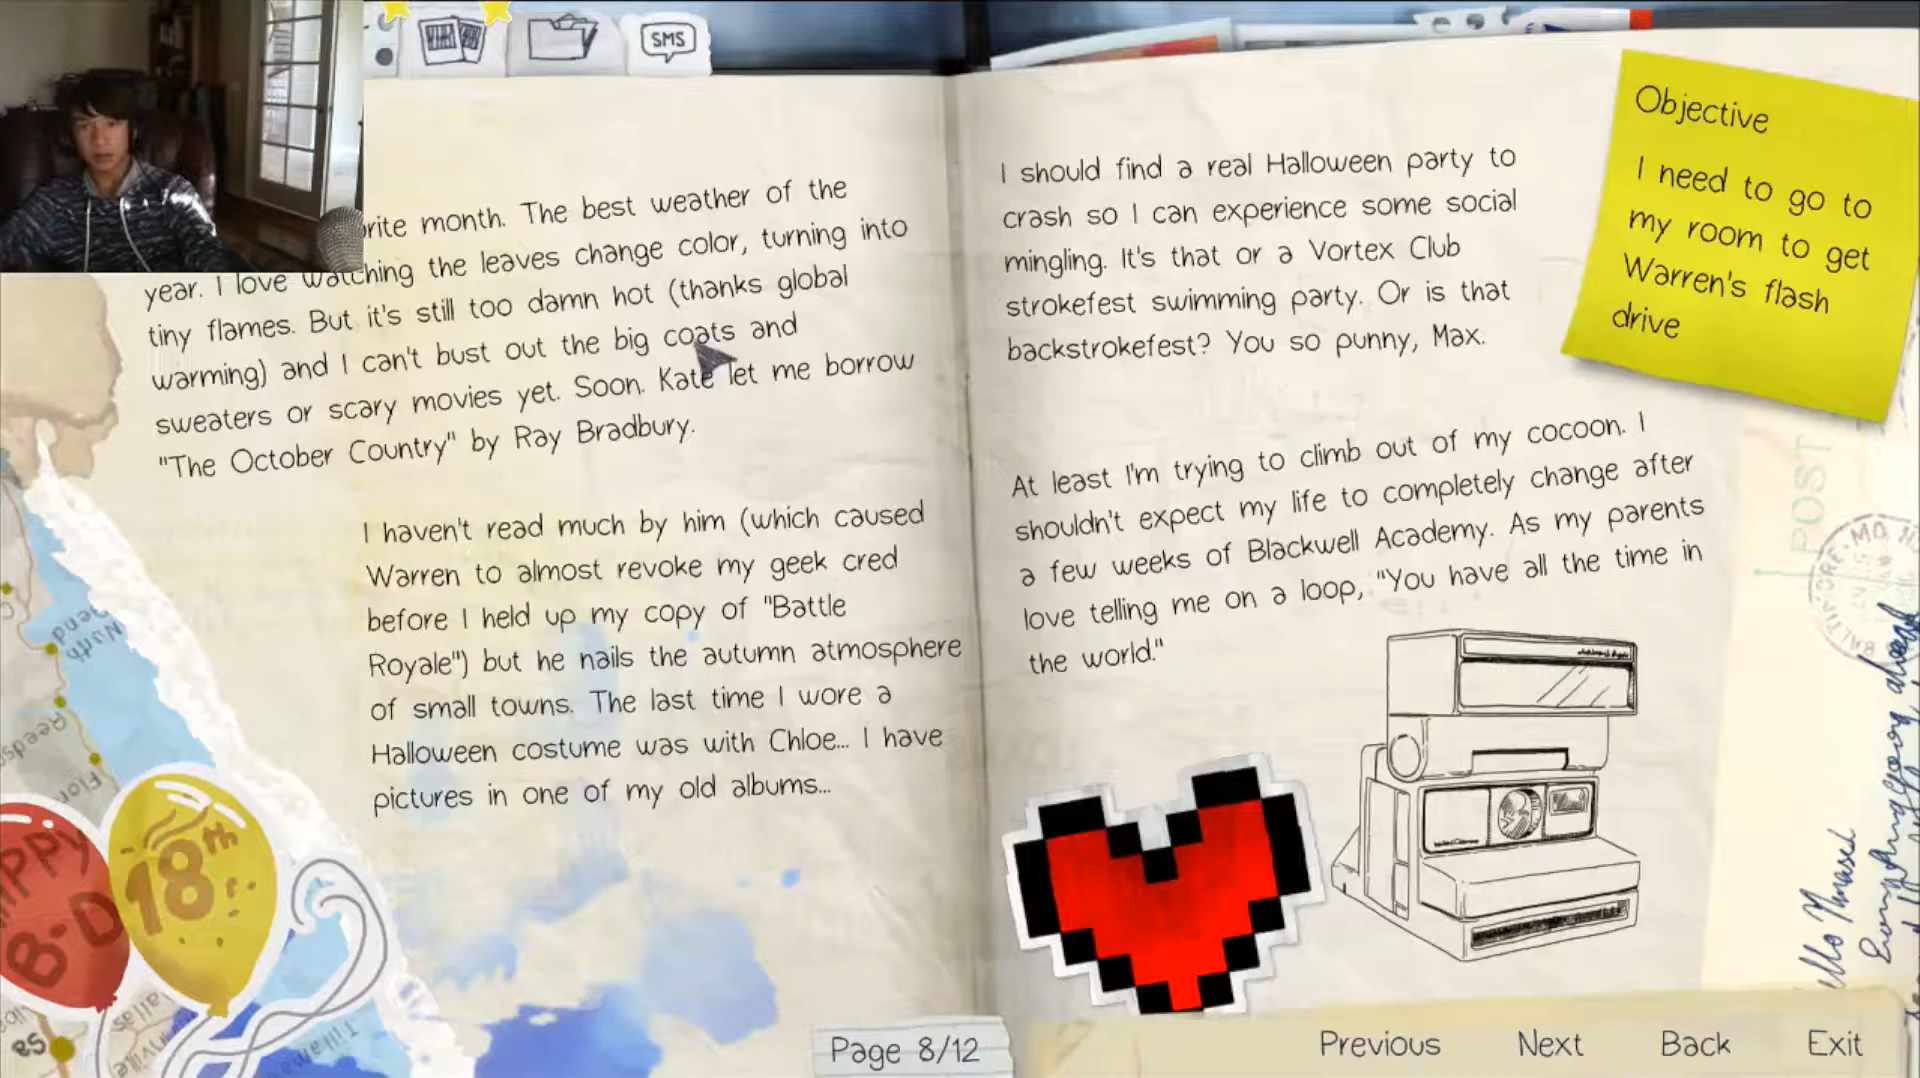 SMS
rite month. The best weather of the
year. I love watching the leaves change color, turning into
tiny flames. But it's still too damn hot (thanks global
warming) and I can't bust out the big coats and
sweaters or scary movies yet. Soon. Kate let me borrow
"The October Country" by Ray Bradbury.
I haven't read much by him (which caused
Warren to almost revoke my geek cred
before I held up my copy of "Battle
Royale") but he nails the autumn atmosphere
of small towns. The last time I wore a
Halloween costume was with Chloe... I have
pictures in one of my old albums...
I should find a real Halloween party to
crash so I can experience some social
mingling. It's that or a Vortex Club
strokefest swimming party. Or is that
backstrokefest? You so punny, Max.
At least I'm trying to climb out of my cocoon. I
shouldn't expect my life to completely change after
a few weeks of Blackwell Academy. As my parents
love telling me on a loop, "You have all the time in
the world."
Objective
I need to go to
my room to get
Warren's flash
drive
POST
North
Bend
B-D
18th
Page 8/12
Previous
Next
Back
Exit